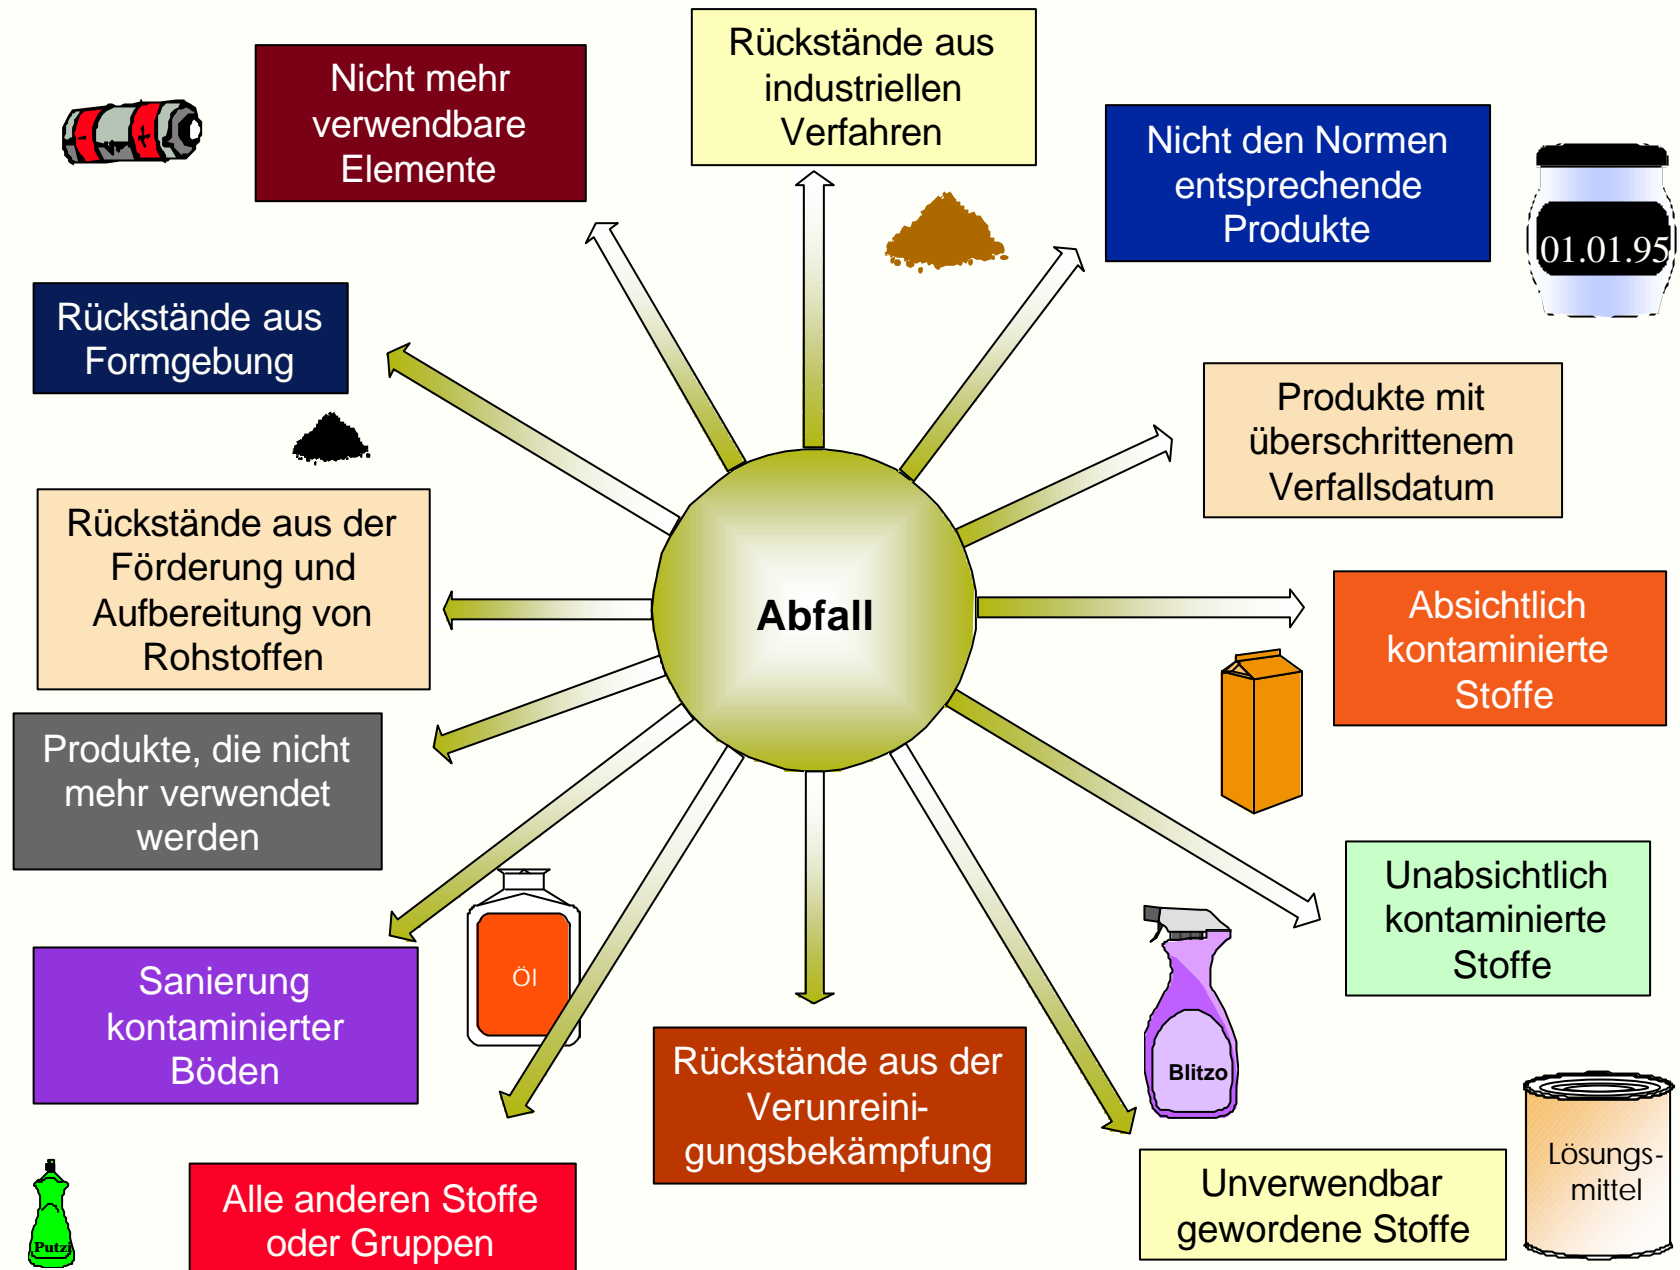 Rückstände aus
industriellen
Verfahren
Nicht mehr
verwendbare
Elemente
Nicht den Normen
entsprechende
Produkte
01.01.95
Rückstände aus
Formgebung
Produkte mit
überschrittenem
Verfallsdatum
Rückstände aus der
Förderung und
Aufbereitung von
Rohstoffen
Abfall
Absichtlich
kontaminierte
Stoffe
Produkte, die nicht
mehr verwendet
werden
Unabsichtlich
kontaminierte
Stoffe
Sanierung
kontaminierter
Böden
Öl
Rückstände aus der
Verunreini-
gungsbekämpfung
Blitzo
Lösungs-
mittel
Unverwendbar
gewordene Stoffe
Alle anderen Stoffe
oder Gruppen
Putzi